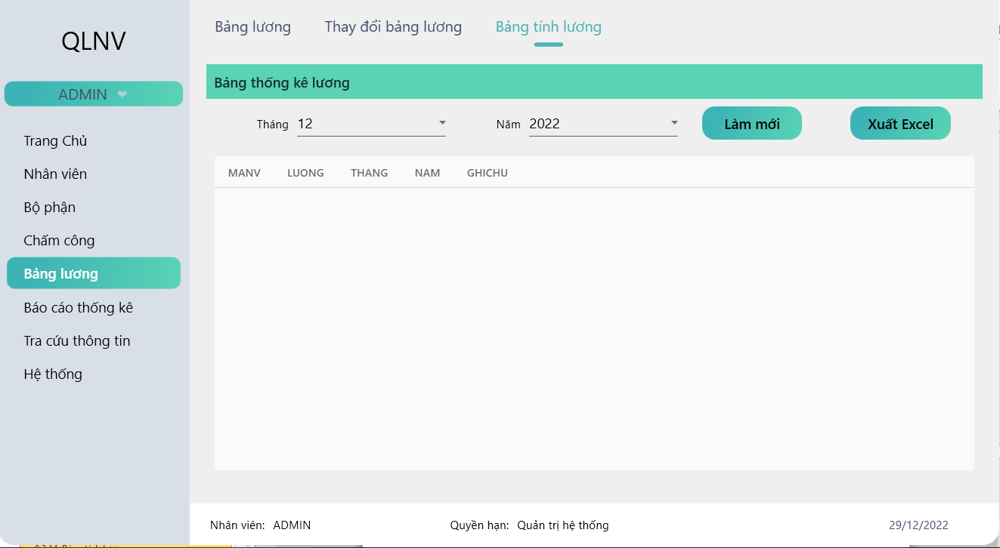 QLNV
ADMIN
Trang Chủ
Nhân viên
Bộ phận
Chấm công
Bảng lương
Báo cáo thống kê
Tra cứu thông tin
Hệ thống
Bảng lương Thay đổi bảng lương Bảng tính lương
Bảng thống kê lương
Tháng 12 Năm 2022 Làm mới Xuất Excel
MANV LUONG THANG NAM GHICHU
Nhân viên: ADMIN Quyền hạn: Quản trị hệ thống 29/12/2022